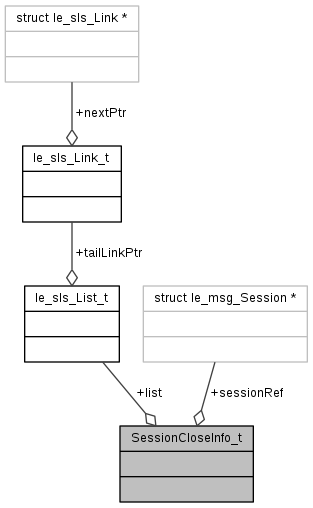 struct le_sls_Link *
+nextPtr
le_sls_Link_t
+tailLinkPtr
le_sls_List_t
struct le_msg_Session *
+list
+sessionRef
SessionCloseInfo_t